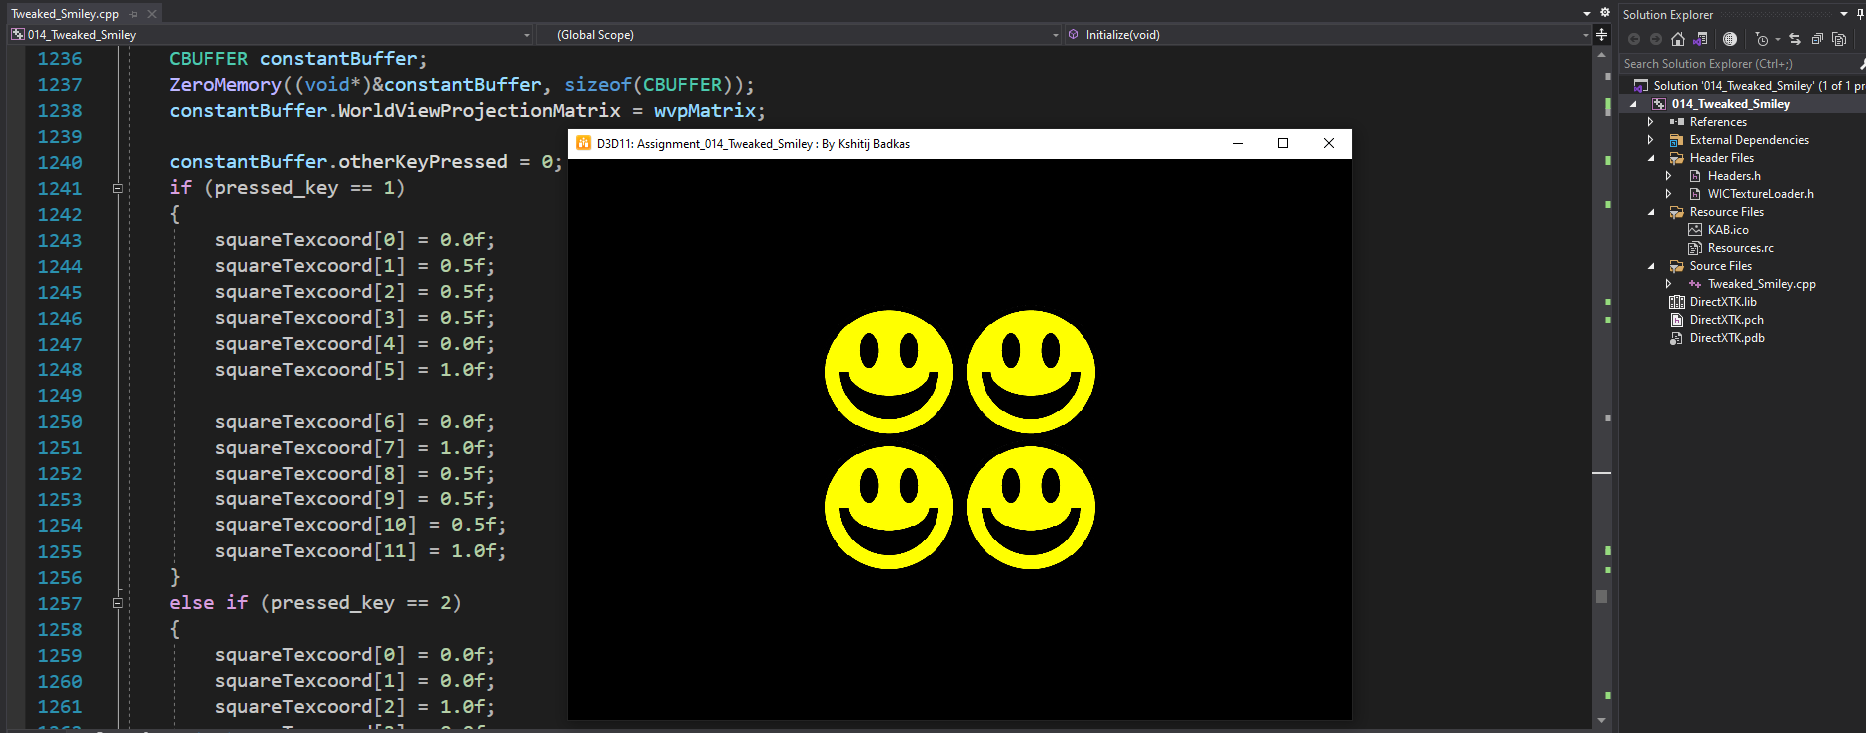 Tweaked_Smiley.cpp
014_Tweaked_Smiley
(Global Scope)
Initialize(void)
1236 CBUFFER constantBuffer;
1237 ZeroMemory((void*)&constantBuffer, sizeof(CBUFFER));
1238 constantBuffer.WorldViewProjectionMatrix = wvpMatrix;
1239
1240 constantBuffer.otherKeyPressed = 0;
1241 if (pressed_key == 1)
1242 {
1243 squareTexcoord[0] = 0.0f;
1244 squareTexcoord[1] = 0.5f;
1245 squareTexcoord[2] = 0.5f;
1246 squareTexcoord[3] = 0.5f;
1247 squareTexcoord[4] = 0.0f;
1248 squareTexcoord[5] = 1.0f;
1249
1250 squareTexcoord[6] = 0.0f;
1251 squareTexcoord[7] = 1.0f;
1252 squareTexcoord[8] = 0.5f;
1253 squareTexcoord[9] = 0.5f;
1254 squareTexcoord[10] = 0.5f;
1255 squareTexcoord[11] = 1.0f;
1256 }
1257 else if (pressed_key == 2)
1258 {
1259 squareTexcoord[0] = 0.0f;
1260 squareTexcoord[1] = 0.0f;
1261 squareTexcoord[2] = 1.0f;
D3D11: Assignment_014_Tweaked_Smiley : By Kshitij Badkas
Solution Explorer
Search Solution Explorer (Ctrl+;)
Solution '014_Tweaked_Smiley' (1 of 1 pr
014_Tweaked_Smiley
References
External Dependencies
Header Files
Headers.h
WICTextureLoader.h
Resource Files
KAB.ico
Resources.rc
Source Files
Tweaked_Smiley.cpp
DirectXTK.lib
DirectXTK.pch
DirectXTK.pdb